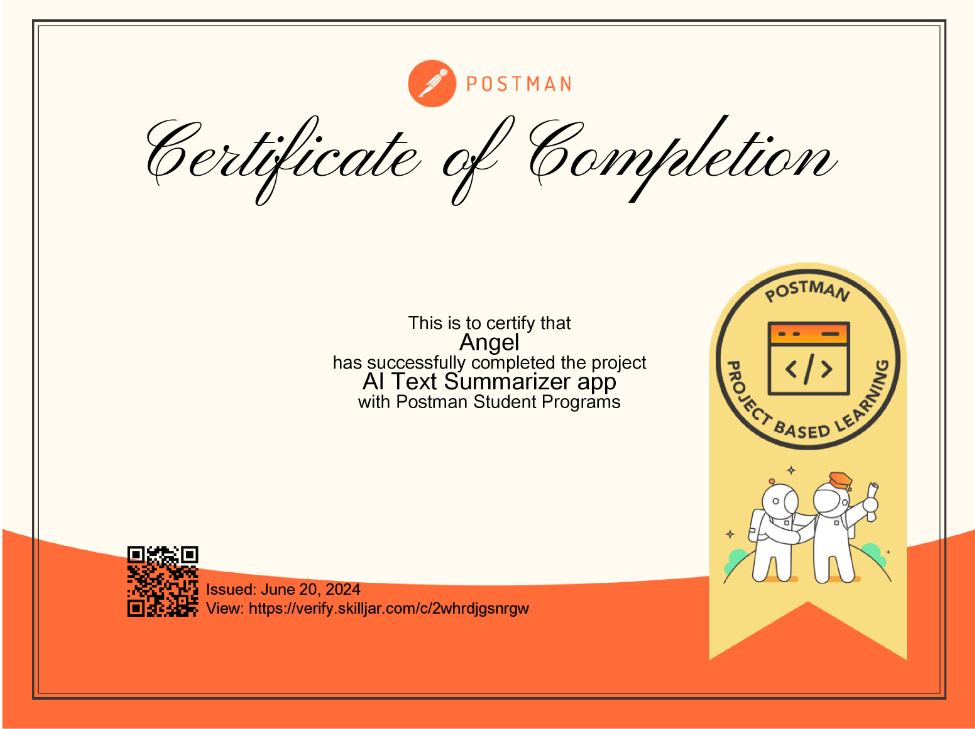 POSTMAN
Certificate of Completion
This is to certify that
Angel
has successfully completed the project
AI Text Summarizer app
with Postman Student Programs
POSTMAN
</>
PROJECT BASED LEARNING
Issued: June 20, 2024
View: https://verify.skilljar.com/c/2whrdjgsnrgw